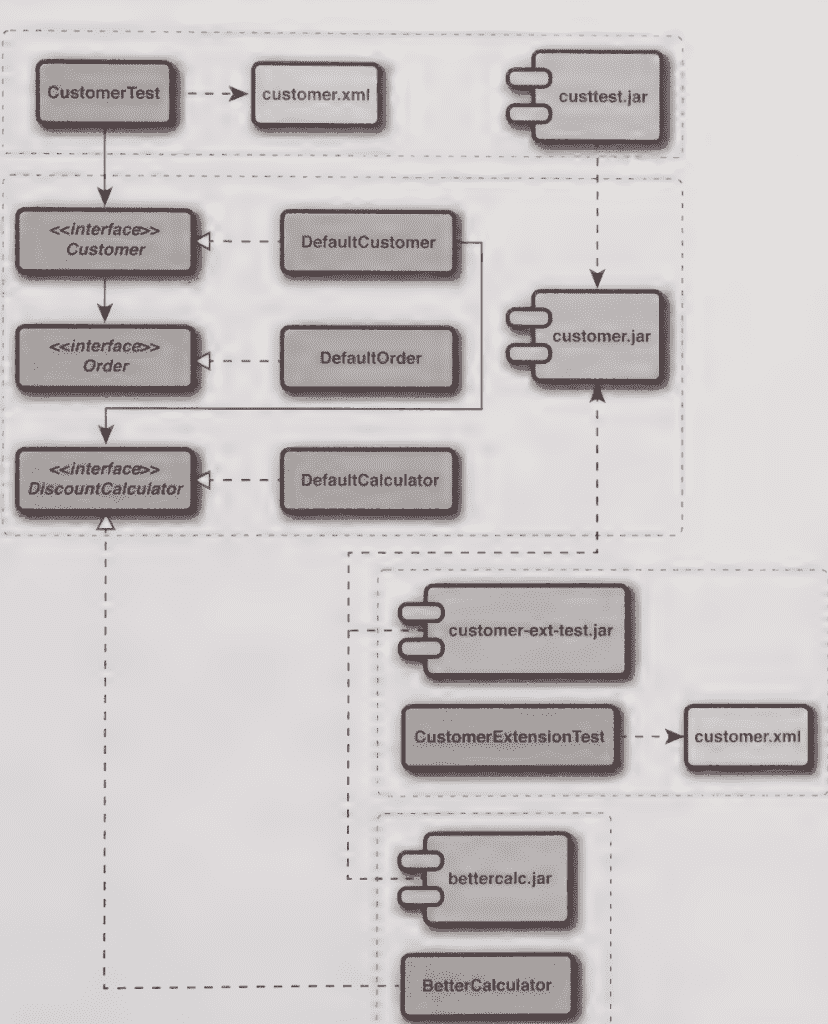 CustomerTest
customer.xml
custtest.jar
<<interface>>
Customer
DefaultCustomer
<<interface>>
Order
DefaultOrder
customer.jar
<<interface>>
DiscountCalculator
DefaultCalculator
customer-ext-test.jar
CustomerExtensionTest
customer.xml
bettercalc.jar
BetterCalculator